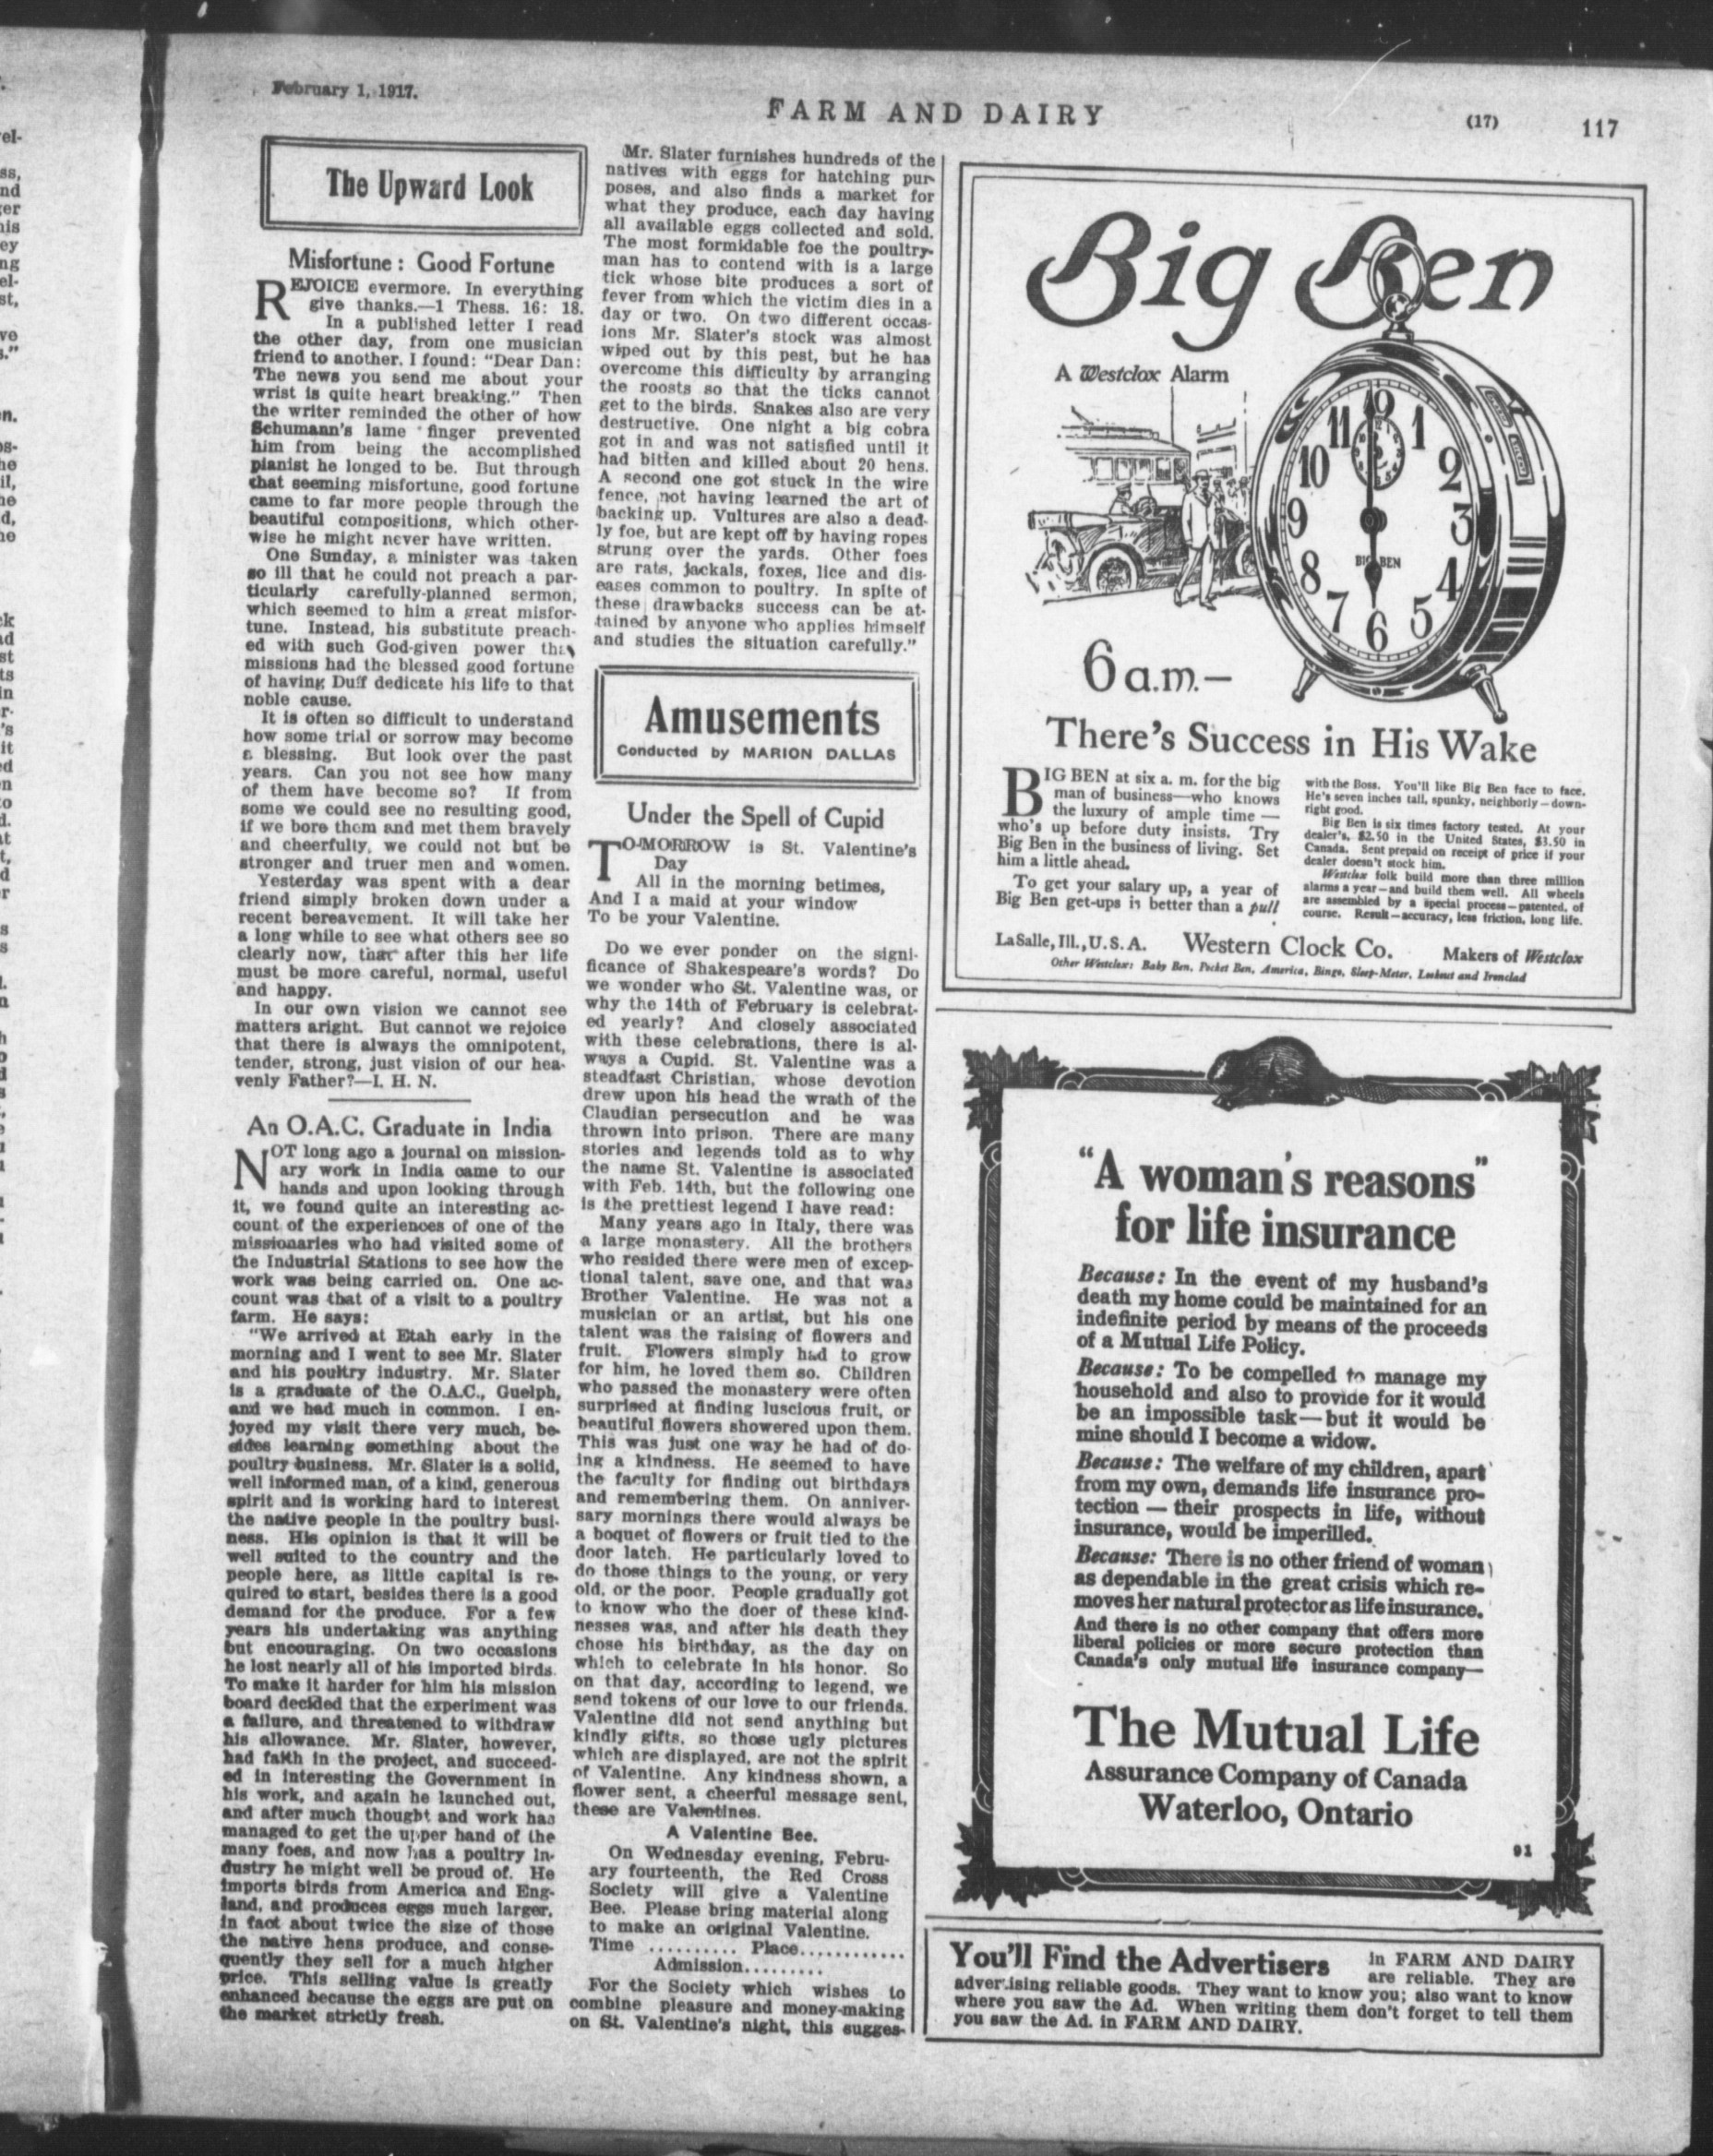 February 1, 1917.
FARM AND DAIRY
(17)
117
The Upward Look
Misfortune: Good Fortune
REJOICE evermore. In everything
give thanks.—1 Thess. 16: 18.
In a published letter I read
the other day, from one musician
friend to another, I found: "Dear Dan:
The news you send me about your
wrist is quite heart breaking." Then
the writer reminded the other of how
Schumann's lame finger prevented
him from being the accomplished
pianist he longed to be. But through
that seeming misfortune, good fortune
came to far more people through the
beautiful compositions, which other-
wise he might never have written.
One Sunday, a minister was taken
so ill that he could not preach a par-
ticularly carefully-planned sermon,
which seemed to him a great misfor-
tune. Instead, his substitute preach-
ed with such God-given power that
missions had the blessed good fortune
of having Duff dedicate his life to that
noble cause.
It is often so difficult to understand
how some trial or sorrow may become
a blessing. But look over the past
years. Can you not see how many
of them have become so? If from
some we could see no resulting good,
if we bore them and met them bravely
and cheerfully, we could not but be
stronger and truer men and women.
Yesterday was spent with a dear
friend simply broken down under a
recent bereavement. It will take her
a long while to see what others see so
clearly now, that after this her life
must be more careful, normal, useful
and happy.
In our own vision we cannot see
matters aright. But cannot we rejoice
that there is always the omnipotent,
tender, strong, just vision of our hea-
venly Father?—I. H. N.
An O.A.C. Graduate in India
NOT long ago a journal on mission-
ary work in India came to our
hands and upon looking through
it, we found quite an interesting ac-
count of the experiences of one of the
missionaries who had visited some of
the Industrial Stations to see how the
work was being carried on. One ac-
count was that of a visit to a poultry
farm. He says:
"We arrived at Etah early in the
morning and I went to see Mr. Slater
and his poultry industry. Mr. Slater
is a graduate of the O.A.C., Guelph,
and we had much in common. I en-
joyed my visit there very much, be-
sides learning something about the
poultry business. Mr. Slater is a solid,
well informed man, of a kind, generous
spirit and is working hard to interest
the native people in the poultry busi-
ness. His opinion is that it will be
well suited to the country and the
people here, as little capital is re-
quired to start, besides there is a good
demand for the produce. For a few
years his undertaking was anything
but encouraging. On two occasions
he lost nearly all of his imported birds.
To make it harder for him his mission
board decided that the experiment was
a failure, and threatened to withdraw
his allowance. Mr. Slater, however,
had faith in the project, and succeed-
ed in interesting the Government in
his work, and again he launched out,
and after much thought and work has
managed to get the upper hand of the
many foes, and now has a poultry in-
dustry he might well be proud of. He
imports birds from America and Eng-
land, and produces eggs much larger,
in fact about twice the size of those
the native hens produce, and conse-
quently they sell for a much higher
price. This selling value is greatly
enhanced because the eggs are put on
the market strictly fresh.
Mr. Slater furnishes hundreds of the
natives with eggs for hatching pur-
poses, and also finds a market for
what they produce, each day having
all available eggs collected and sold.
The most formidable foe the poultry-
man has to contend with is a large
tick whose bite produces a sort of
fever from which the victim dies in a
day or two. On two different occas-
ions Mr. Slater's stock was almost
wiped out by this pest, but he has
overcome this difficulty by arranging
the roosts so that the ticks cannot
get to the birds. Snakes also are very
destructive. One night a big cobra
got in and was not satisfied until it
had bitten and killed about 20 hens.
A second one got stuck in the wire
fence, not having learned the art of
backing up. Vultures are also a dead-
ly foe, but are kept off by having ropes
strung over the yards. Other foes
are rats, jackals, foxes, lice and dis-
eases common to poultry. In spite of
these drawbacks success can be at-
tained by anyone who applies himself
and studies the situation carefully."
Amusements
Conducted by MARION DALLAS
Under the Spell of Cupid
TO-MORROW is St. Valentine's
Day
All in the morning betimes,
And I a maid at your window
To be your Valentine.
Do we ever ponder on the signi-
ficance of Shakespeare's words? Do
we wonder who St. Valentine was, or
why the 14th of February is celebrat-
ed yearly? And closely associated
with these celebrations, there is al-
ways a Cupid. St. Valentine was a
steadfast Christian, whose devotion
drew upon his head the wrath of the
Claudian persecution and he was
thrown into prison. There are many
stories and legends told as to why
the name St. Valentine is associated
with Feb. 14th, but the following one
is the prettiest legend I have read:
Many years ago in Italy, there was
a large monastery. All the brothers
who resided there were men of excep-
tional talent, save one, and that was
Brother Valentine. He was not a
musician or an artist, but his one
talent was the raising of flowers and
fruit. Flowers simply had to grow
for him, he loved them so. Children
who passed the monastery were often
surprised at finding luscious fruit, or
beautiful flowers showered upon them.
This was just one way he had of do-
ing a kindness. He seemed to have
the faculty for finding out birthdays
and remembering them. On anniver-
sary mornings there would always be
a boquet of flowers or fruit tied to the
door latch. He particularly loved to
do those things to the young, or very
old, or the poor. People gradually got
to know who the doer of these kind-
nesses was, and after his death they
chose his birthday, as the day on
which to celebrate in his honor. So
on that day, according to legend, we
send tokens of our love to our friends.
Valentine did not send anything but
kindly gifts, so those ugly pictures
which are displayed, are not the spirit
of Valentine. Any kindness shown, a
flower sent, a cheerful message sent,
these are Valentines.
A Valentine Bee.
On Wednesday evening, Febru-
ary fourteenth, the Red Cross
Society will give a Valentine
Bee. Please bring material along
to make an original Valentine.
Time .......... Place............
Admission.........
For the Society which wishes to
combine pleasure and money-making
on St. Valentine's night, this sugges-
Big Ben
A Westclox Alarm
BIG BEN
6 a.m.—
There's Success in His Wake
BIG BEN at six a. m. for the big
man of business—who knows
the luxury of ample time —
who's up before duty insists. Try
Big Ben in the business of living. Set
him a little ahead.
To get your salary up, a year of
Big Ben get-ups is better than a pull
with the Boss. You'll like Big Ben face to face.
He's seven inches tall, spunky, neighborly—down-
right good.
Big Ben is six times factory tested. At your
dealer's, $2.50 in the United States, $3.50 in
Canada. Sent prepaid on receipt of price if your
dealer doesn't stock him.
Westclox folk build more than three million
alarms a year—and build them well. All wheels
are assembled by a special process—patented, of
course. Result—accuracy, less friction, long life.
LaSalle, Ill., U.S.A. Western Clock Co. Makers of Westclox
Other Westclox: Baby Ben, Pocket Ben, America, Bingo, Sleep-Meter, Lookout and Ironclad
"A woman's reasons"
for life insurance
Because: In the event of my husband's
death my home could be maintained for an
indefinite period by means of the proceeds
of a Mutual Life Policy.
Because: To be compelled to manage my
household and also to provide for it would
be an impossible task—but it would be
mine should I become a widow.
Because: The welfare of my children, apart
from my own, demands life insurance pro-
tection — their prospects in life, without
insurance, would be imperilled.
Because: There is no other friend of woman
as dependable in the great crisis which re-
moves her natural protector as life insurance.
And there is no other company that offers more
liberal policies or more secure protection than
Canada's only mutual life insurance company—
The Mutual Life
Assurance Company of Canada
Waterloo, Ontario
91
You'll Find the Advertisers in FARM AND DAIRY
are reliable. They are
advertising reliable goods. They want to know you; also want to know
where you saw the Ad. When writing them don't forget to tell them
you saw the Ad. in FARM AND DAIRY.